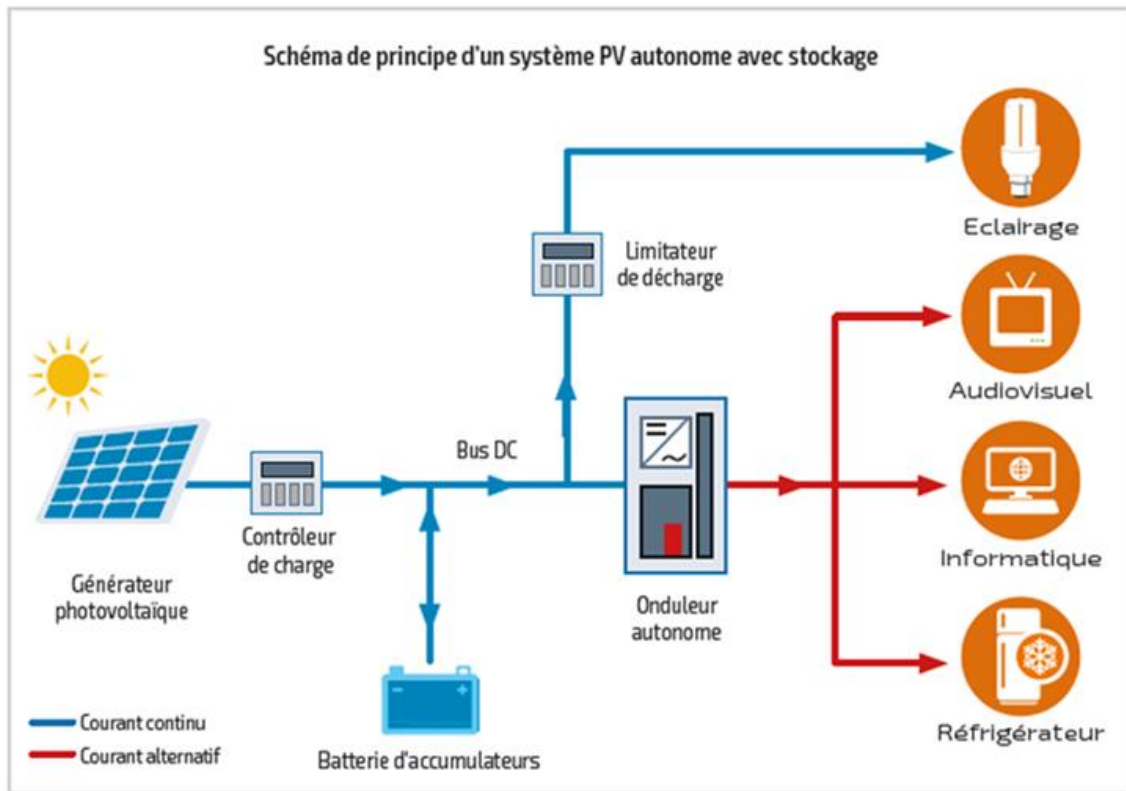 Schéma de principe d'un système PV autonome avec stockage
Eclairage
Limitateur
de décharge
Audiovisuel
Bus DC
Contrôleur
de charge
Informatique
Générateur
photovoltaïque
Onduleur
autonome
Courant continu
Courant alternatif
Batterie d'accumulateurs
Réfrigérateur